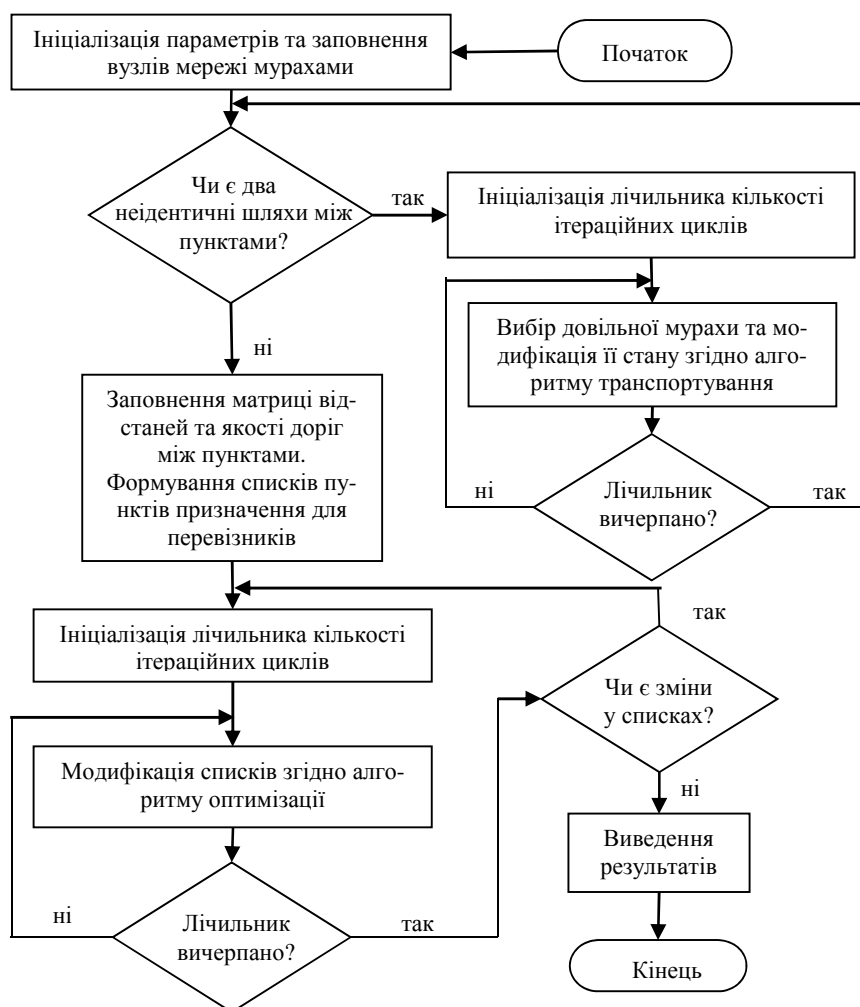 Ініціалізація параметрів та заповнення
вузлів мережі мурахами
Початок
Чи є два
неідентичні шляхи між
пунктами?
так
Ініціалізація лічильника кількості
ітераційних циклів
ні
Вибір довільної мурахи та мо-
дифікація її стану згідно алго-
ритму транспортування
Заповнення матриці від-
станей та якості доріг
між пунктами.
Формування списків пу-
нктів призначення для
перевізників
ні
Лічильник
вичерпано?
так
Ініціалізація лічильника кількості
ітераційних циклів
так
Чи є зміни
у списках?
Модифікація списків згідно алго-
ритму оптимізації
ні
Виведення
результатів
ні
Лічильник
вичерпано?
так
Кінець